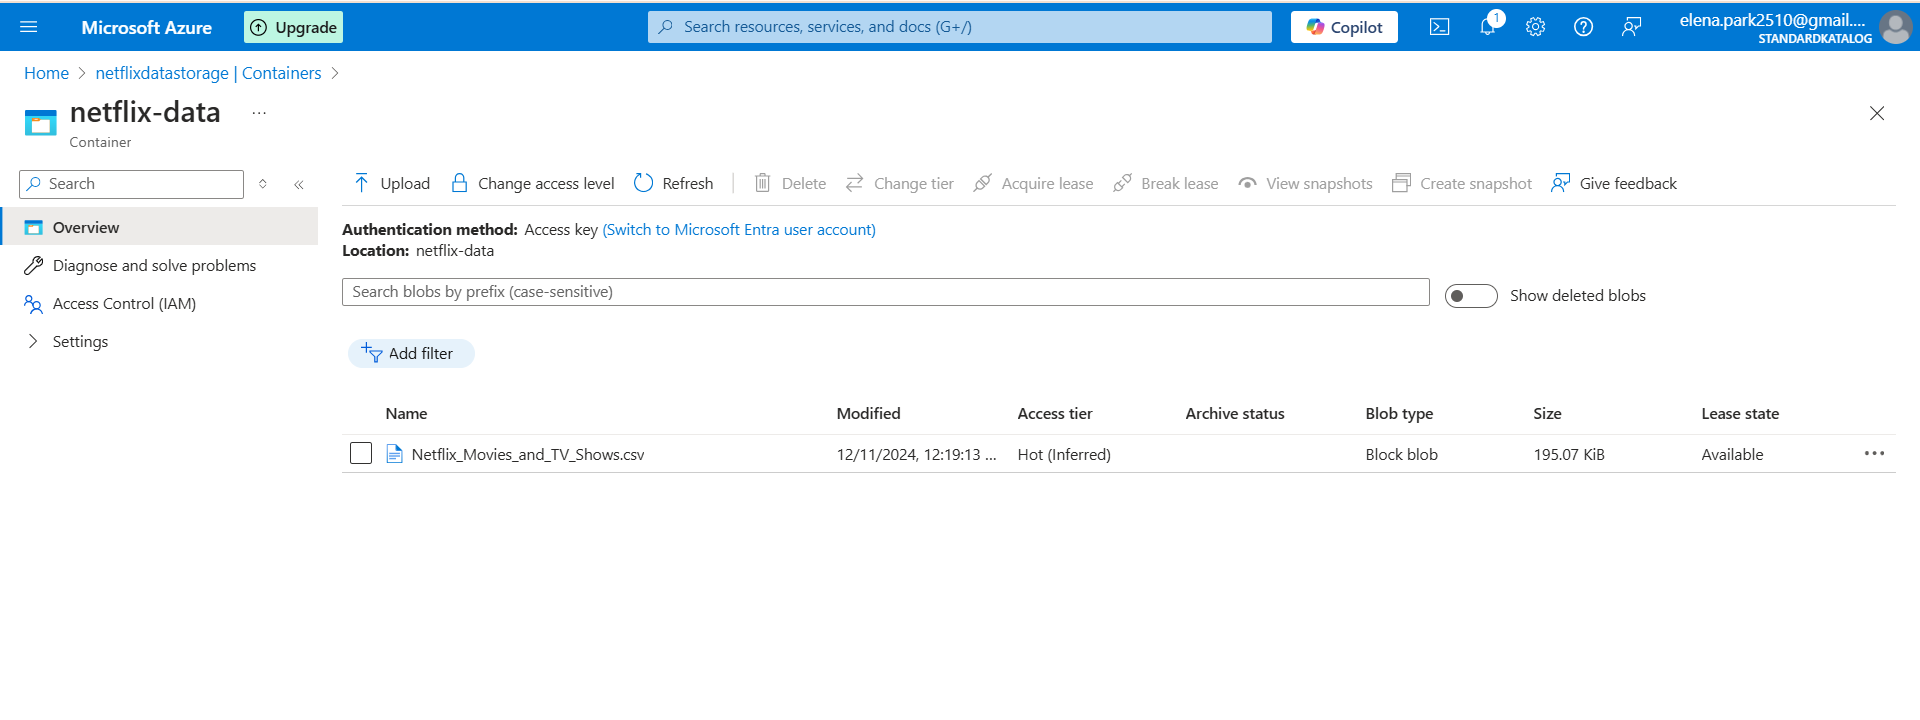 Microsoft Azure
Upgrade
Search resources, services, and docs (G+/)
Copilot
1
elena.park2510@gmail....
STANDARDKATALOG
Home > netflixdatastorage | Containers >
netflix-data ...
Container
Search
Upload
Change access level
Refresh
Delete
Change tier
Acquire lease
Break lease
View snapshots
Create snapshot
Give feedback
Overview
Diagnose and solve problems
Access Control (IAM)
Settings
Authentication method: Access key (Switch to Microsoft Entra user account)
Location: netflix-data
Search blobs by prefix (case-sensitive)
Show deleted blobs
Add filter
Name Modified Access tier Archive status Blob type Size Lease state
Netflix_Movies_and_TV_Shows.csv 12/11/2024, 12:19:13 ... Hot (Inferred) Block blob 195.07 KiB Available ...